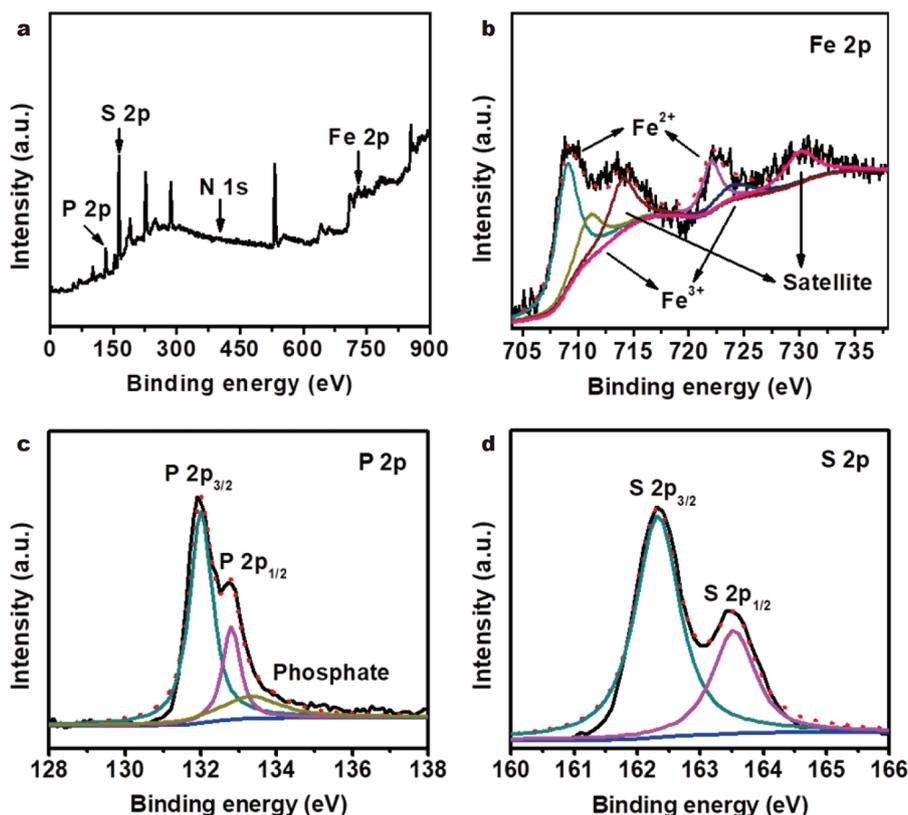 a
S 2p
P 2p
N 1s
Fe 2p
Intensity (a.u.)
0 150 300 450 600 750 900
Binding energy (eV)
b
Fe 2p
Fe²⁺
Fe³⁺
Satellite
Intensity (a.u.)
705 710 715 720 725 730 735
Binding energy (eV)
c
P 2p
P 2p₃/₂
P 2p₁/₂
Phosphate
Intensity (a.u.)
128 130 132 134 136 138
Binding energy (eV)
d
S 2p
S 2p₃/₂
S 2p₁/₂
Intensity (a.u.)
160 161 162 163 164 165 166
Binding energy (eV)